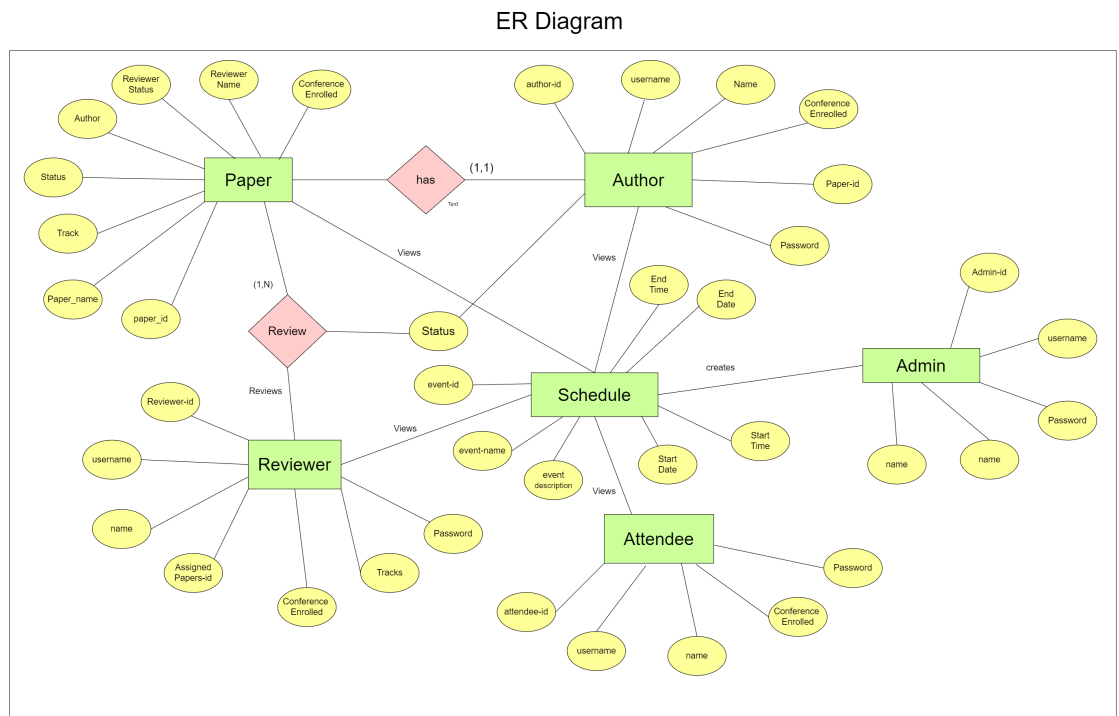 ER Diagram
Reviewer
Status
Reviewer
Name
Conference
Enrolled
Author
Status
Track
Paper_name
paper_id
Paper
has
Text
(1,1)
author-id
username
Name
Conference
Enreolled
Paper-id
Password
Author
Views
Views
(1,N)
Review
Status
Reviews
End
Time
End
Date
event-id
event-name
event
description
Start
Date
Start
Time
Schedule
creates
Admin-id
username
Password
name
name
Admin
Reviewer-id
username
name
Assigned
Papers-id
Conference
Enrolled
Tracks
Password
Reviewer
Views
Views
Attendee
attendee-id
username
name
Conference
Enrolled
Password